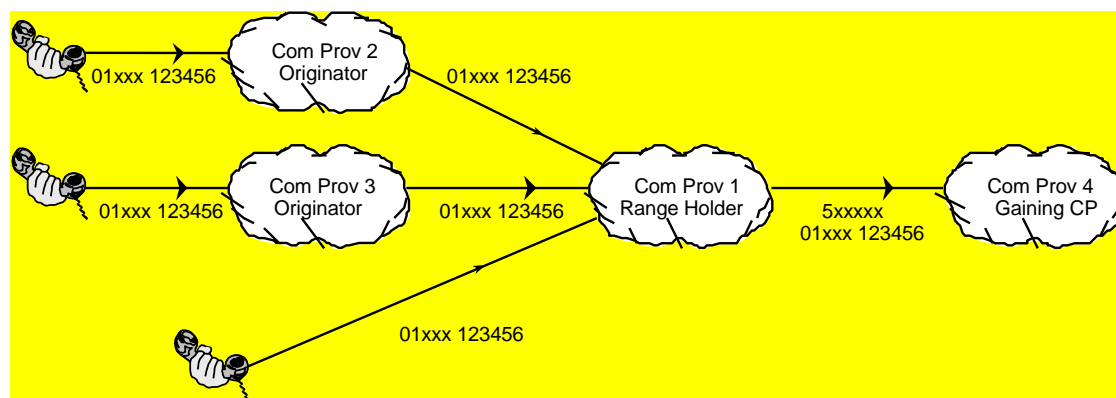 Com Prov 2
Originator
01xxx 123456
01xxx 123456
Com Prov 3
Originator
01xxx 123456
01xxx 123456
Com Prov 1
Range Holder
5xxxxx
01xxx 123456
Com Prov 4
Gaining CP
01xxx 123456